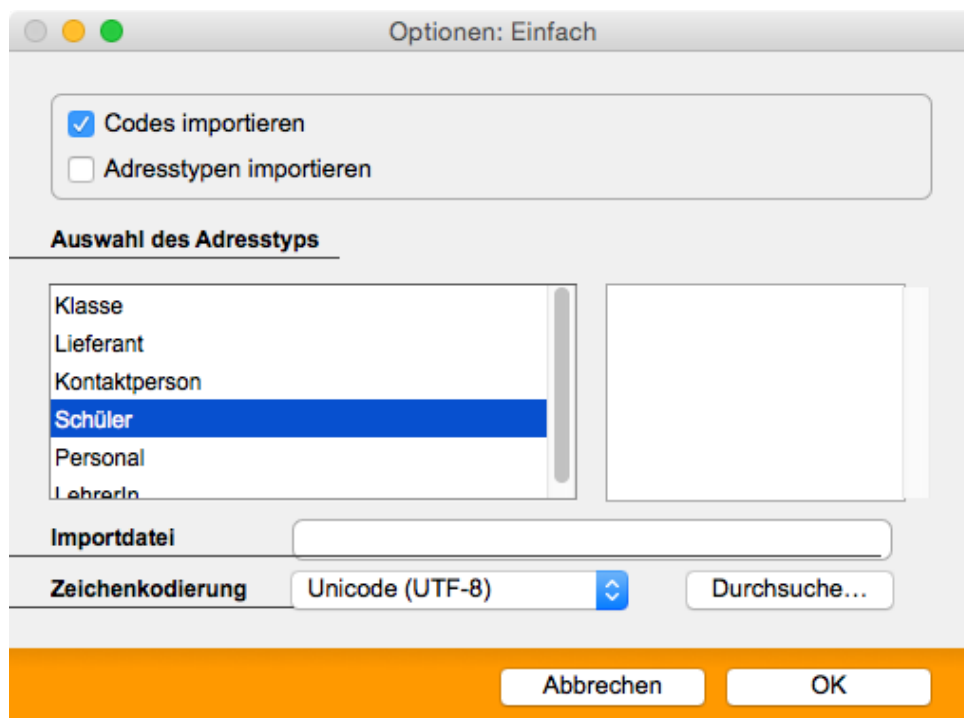 Optionen: Einfach
Codes importieren
Adresstypen importieren
Auswahl des Adresstyps
Klasse
Lieferant
Kontaktperson
Schüler
Personal
LehrerIn
Importdatei
Zeichenkodierung Unicode (UTF-8) Durchsuche...
Abbrechen OK